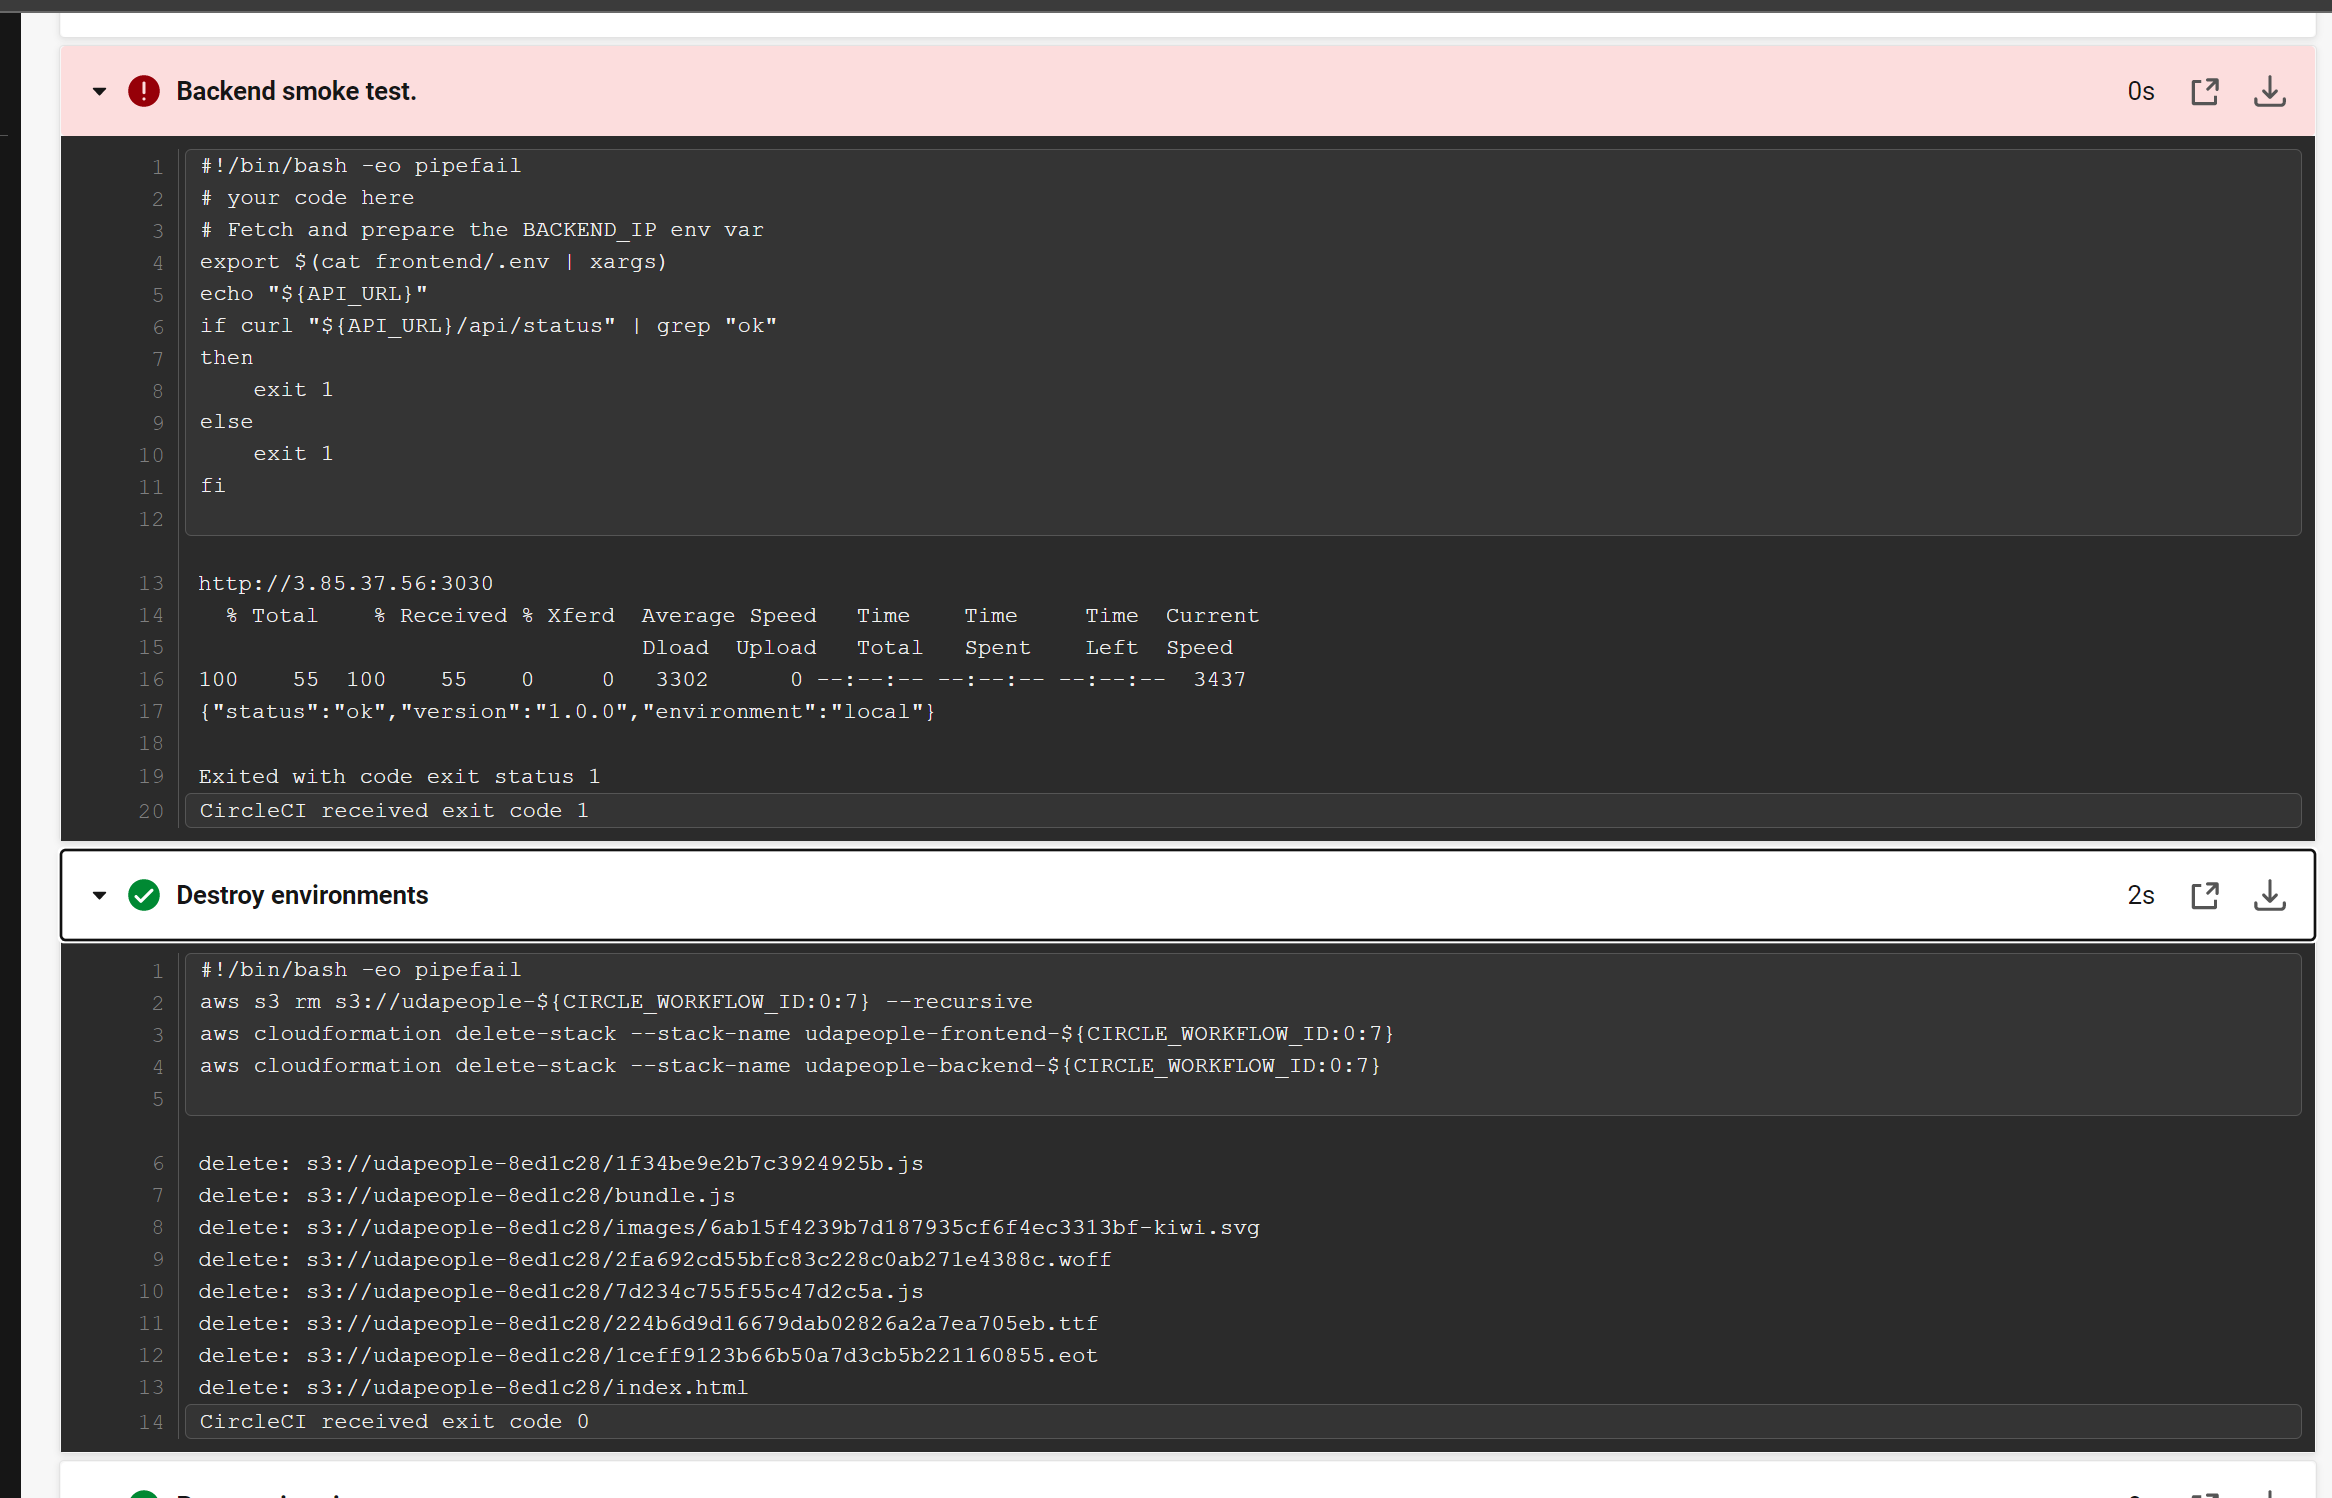 Backend smoke test.
0s
1 #!/bin/bash -eo pipefail
2 # your code here
3 # Fetch and prepare the BACKEND_IP env var
4 export $(cat frontend/.env | xargs)
5 echo "${API_URL}"
6 if curl "${API_URL}/api/status" | grep "ok"
7 then
8     exit 1
9 else
10     exit 1
11 fi
12
13 http://3.85.37.56:3030
14   % Total    % Received % Xferd  Average Speed   Time    Time     Time  Current
15                                  Dload  Upload   Total   Spent    Left  Speed
16 100    55  100    55    0     0   3302      0 --:--:-- --:--:-- --:--:--  3437
17 {"status":"ok","version":"1.0.0","environment":"local"}
18
19 Exited with code exit status 1
20 CircleCI received exit code 1
Destroy environments
2s
1 #!/bin/bash -eo pipefail
2 aws s3 rm s3://udapeople-${CIRCLE_WORKFLOW_ID:0:7} --recursive
3 aws cloudformation delete-stack --stack-name udapeople-frontend-${CIRCLE_WORKFLOW_ID:0:7}
4 aws cloudformation delete-stack --stack-name udapeople-backend-${CIRCLE_WORKFLOW_ID:0:7}
5
6 delete: s3://udapeople-8ed1c28/1f34be9e2b7c3924925b.js
7 delete: s3://udapeople-8ed1c28/bundle.js
8 delete: s3://udapeople-8ed1c28/images/6ab15f4239b7d187935cf6f4ec3313bf-kiwi.svg
9 delete: s3://udapeople-8ed1c28/2fa692cd55bfc83c228c0ab271e4388c.woff
10 delete: s3://udapeople-8ed1c28/7d234c755f55c47d2c5a.js
11 delete: s3://udapeople-8ed1c28/224b6d9d16679dab02826a2a7ea705eb.ttf
12 delete: s3://udapeople-8ed1c28/1ceff9123b66b50a7d3cb5b221160855.eot
13 delete: s3://udapeople-8ed1c28/index.html
14 CircleCI received exit code 0